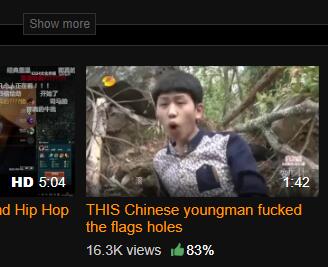 Show more
HD 5:04
1:42
nd Hip Hop
THIS Chinese youngman fucked
the flags holes
16.3K views 83%